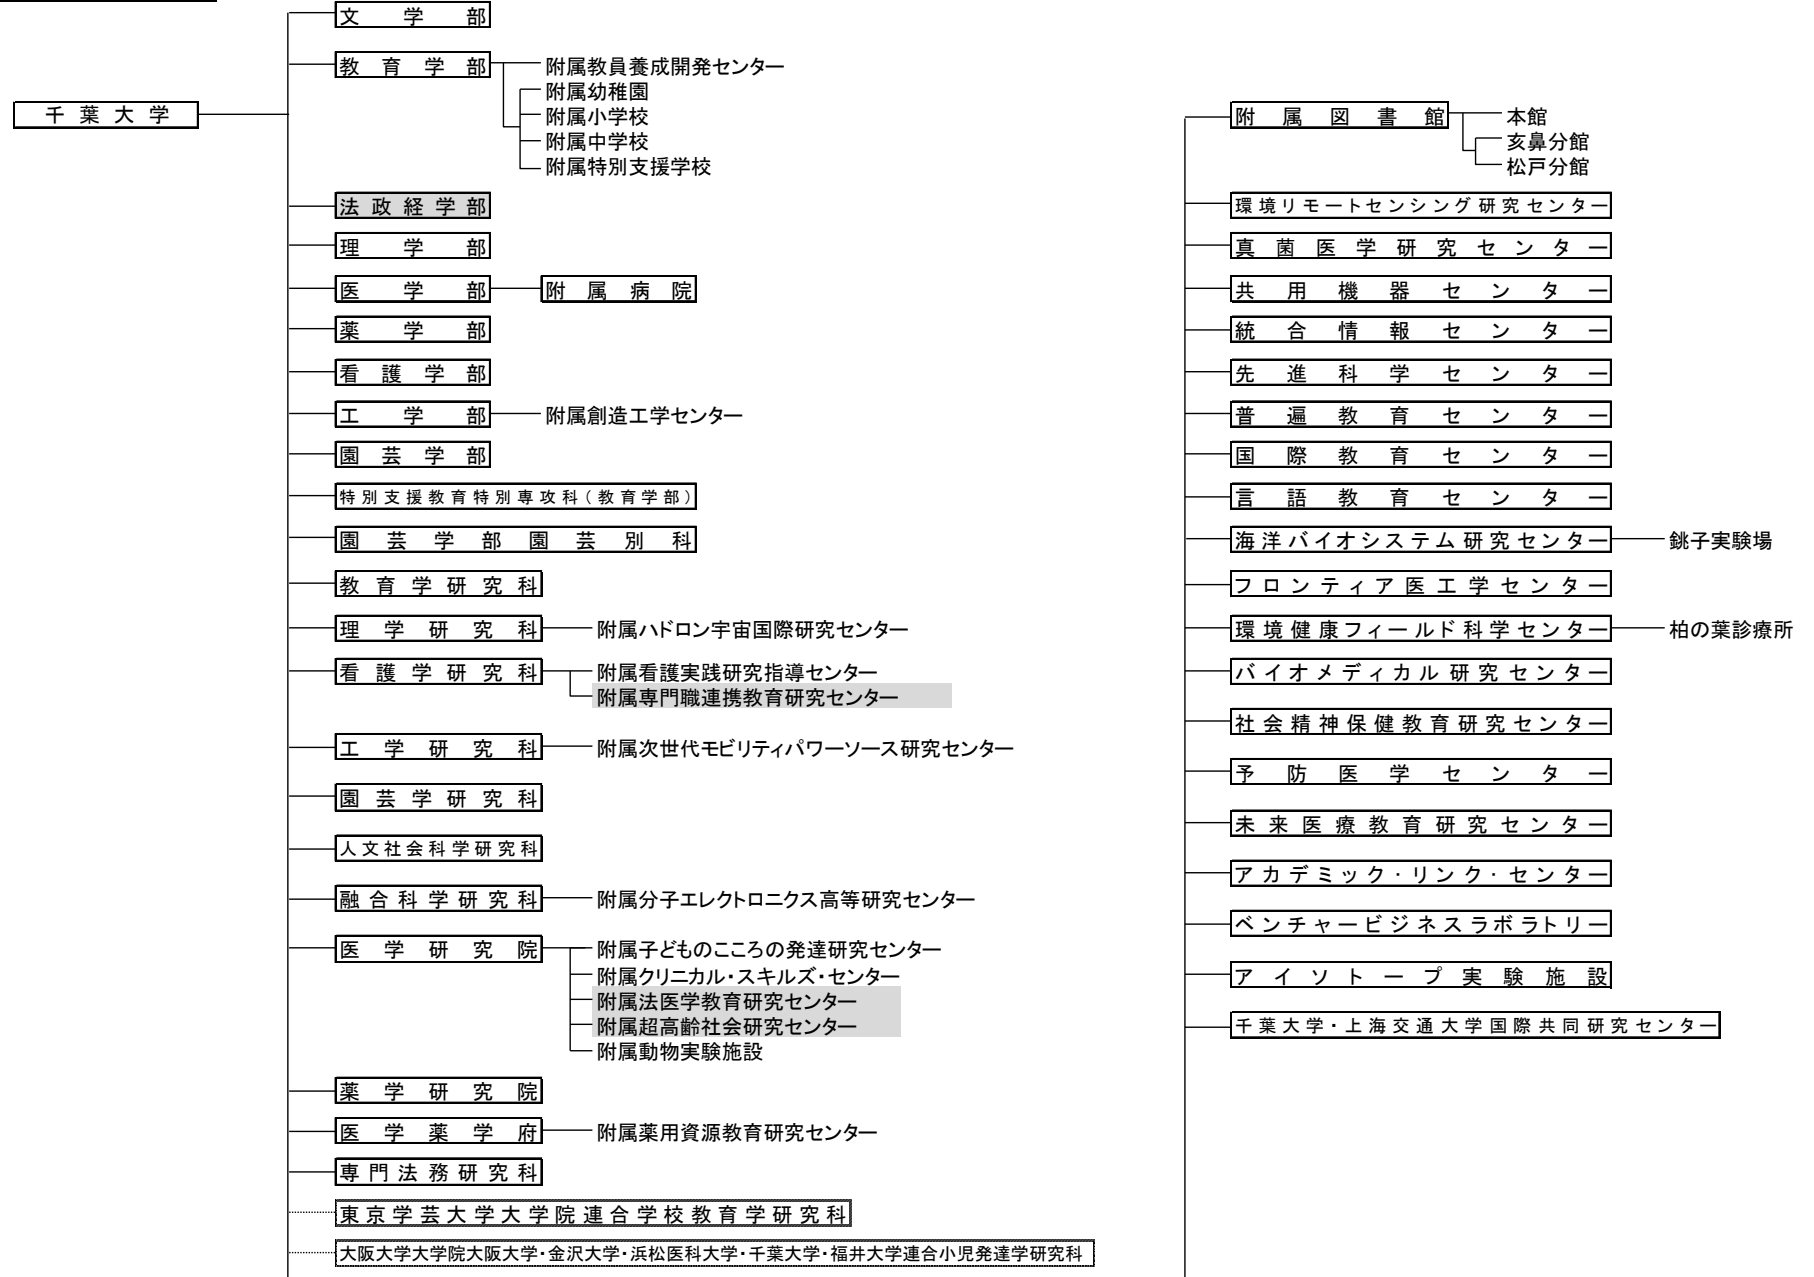 千葉大学
文学部
教育学部
附属教員養成開発センター
附属幼稚園
附属小学校
附属中学校
附属特別支援学校
法政経学部
理学部
医学部
附属病院
薬学部
看護学部
工学部
附属創造工学センター
園芸学部
特別支援教育特別専攻科(教育学部)
園芸学部園芸別科
教育学研究科
理学研究科
附属ハドロン宇宙国際研究センター
看護学研究科
附属看護実践研究指導センター
附属専門職連携教育研究センター
工学研究科
附属次世代モビリティパワーソース研究センター
園芸学研究科
人文社会科学研究科
融合科学研究科
附属分子エレクトロニクス高等研究センター
医学研究院
附属子どものこころの発達研究センター
附属クリニカル・スキルズ・センター
附属法医学教育研究センター
附属超高齢社会研究センター
附属動物実験施設
薬学研究院
医学薬学府
附属薬用資源教育研究センター
専門法務研究科
東京学芸大学大学院連合学校教育学研究科
大阪大学大学院大阪大学・金沢大学・浜松医科大学・千葉大学・福井大学連合小児発達学研究科
附属図書館
本館
亥鼻分館
松戸分館
環境リモートセンシング研究センター
真菌医学研究センター
共用機器センター
統合情報センター
先進科学センター
普遍教育センター
国際教育センター
言語教育センター
海洋バイオシステム研究センター
銚子実験場
フロンティア医工学センター
環境健康フィールド科学センター
柏の葉診療所
バイオメディカル研究センター
社会精神保健教育研究センター
予防医学センター
未来医療教育研究センター
アカデミック・リンク・センター
ベンチャービジネスラボラトリー
アイソトープ実験施設
千葉大学・上海交通大学国際共同研究センター